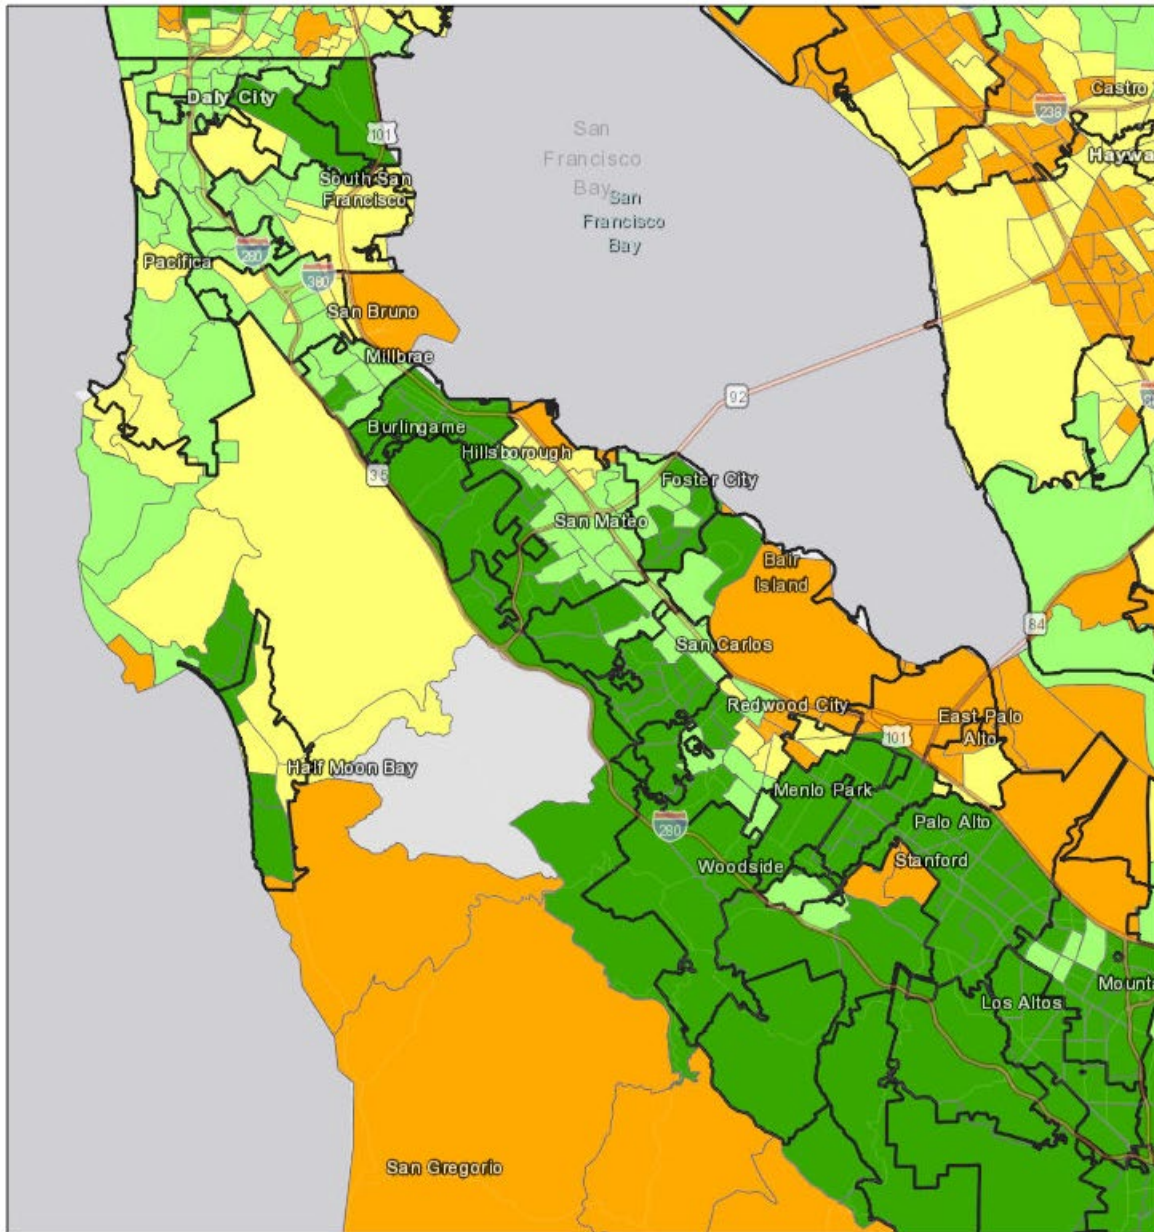 Daly City
101
238
Castro
Haywa
San
Francisco
Bay
San
Francisco
Bay
South San
Francisco
Pacifica
280
380
San Bruno
Millbrae
92
Burlingame
Hillsborough
35
Foster City
San Mateo
Bair
Island
84
San Carlos
Redwood City
East Palo
Alto
101
Half Moon Bay
Menlo Park
280
Palo Alto
Woodside
Stanford
Los Altos
Mounta
San Gregorio